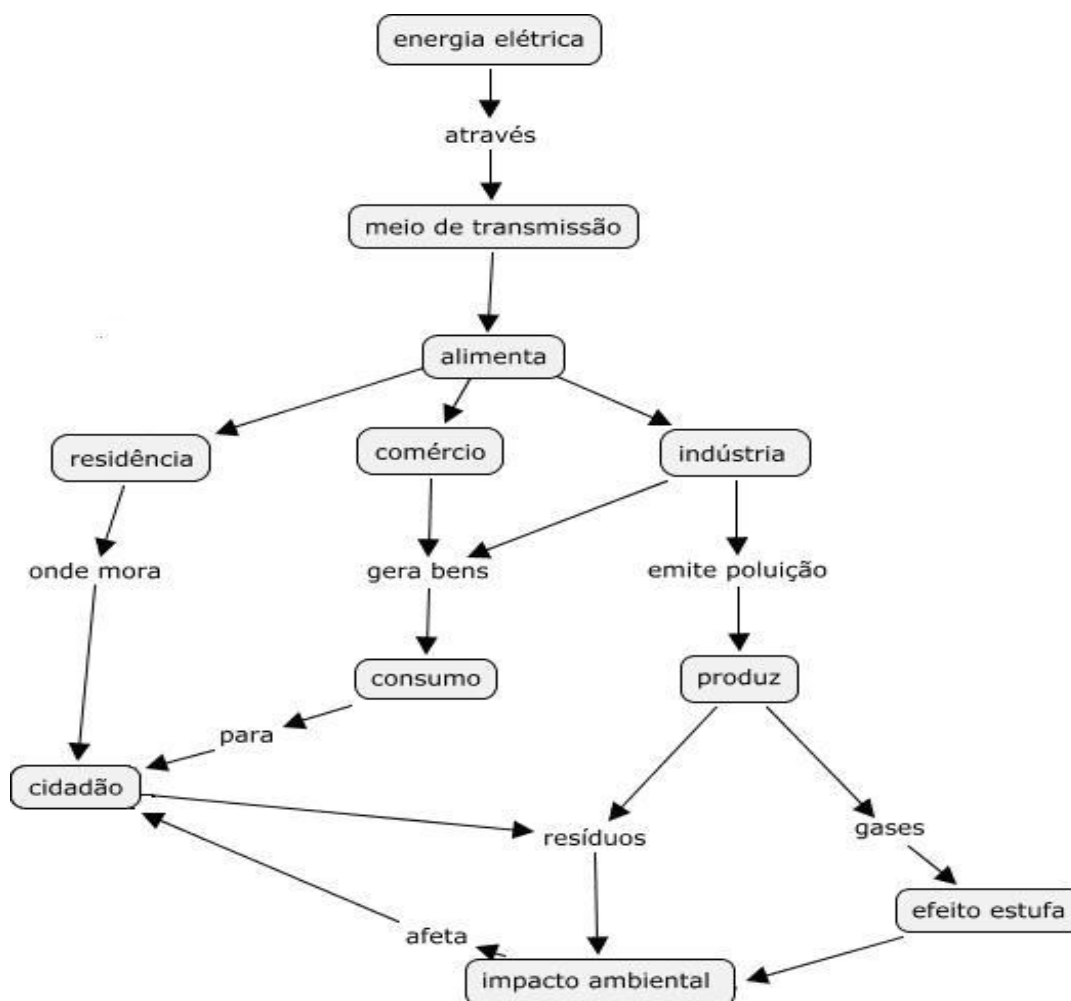 energia elétrica
através
meio de transmissão
alimenta
residência
comércio
indústria
onde mora
gera bens
emite poluição
consumo
produz
para
cidadão
resíduos
gases
efeito estufa
afeta
impacto ambiental